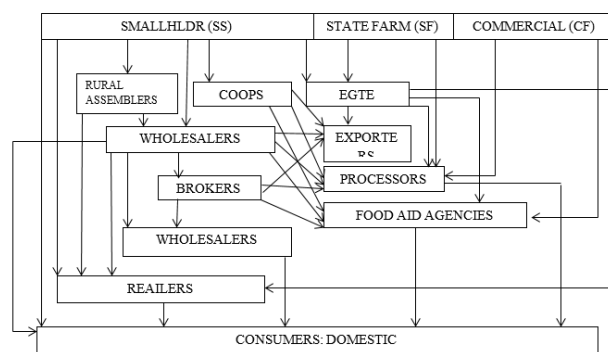 SMALLHLDR (SS) STATE FARM (SF) COMMERCIAL (CF)
RURAL
ASSEMBLERS
COOPS
EGTE
WHOLESALERS
EXPORTE
RS
BROKERS
PROCESSORS
FOOD AID AGENCIES
WHOLESALERS
REAILERS
CONSUMERS: DOMESTIC